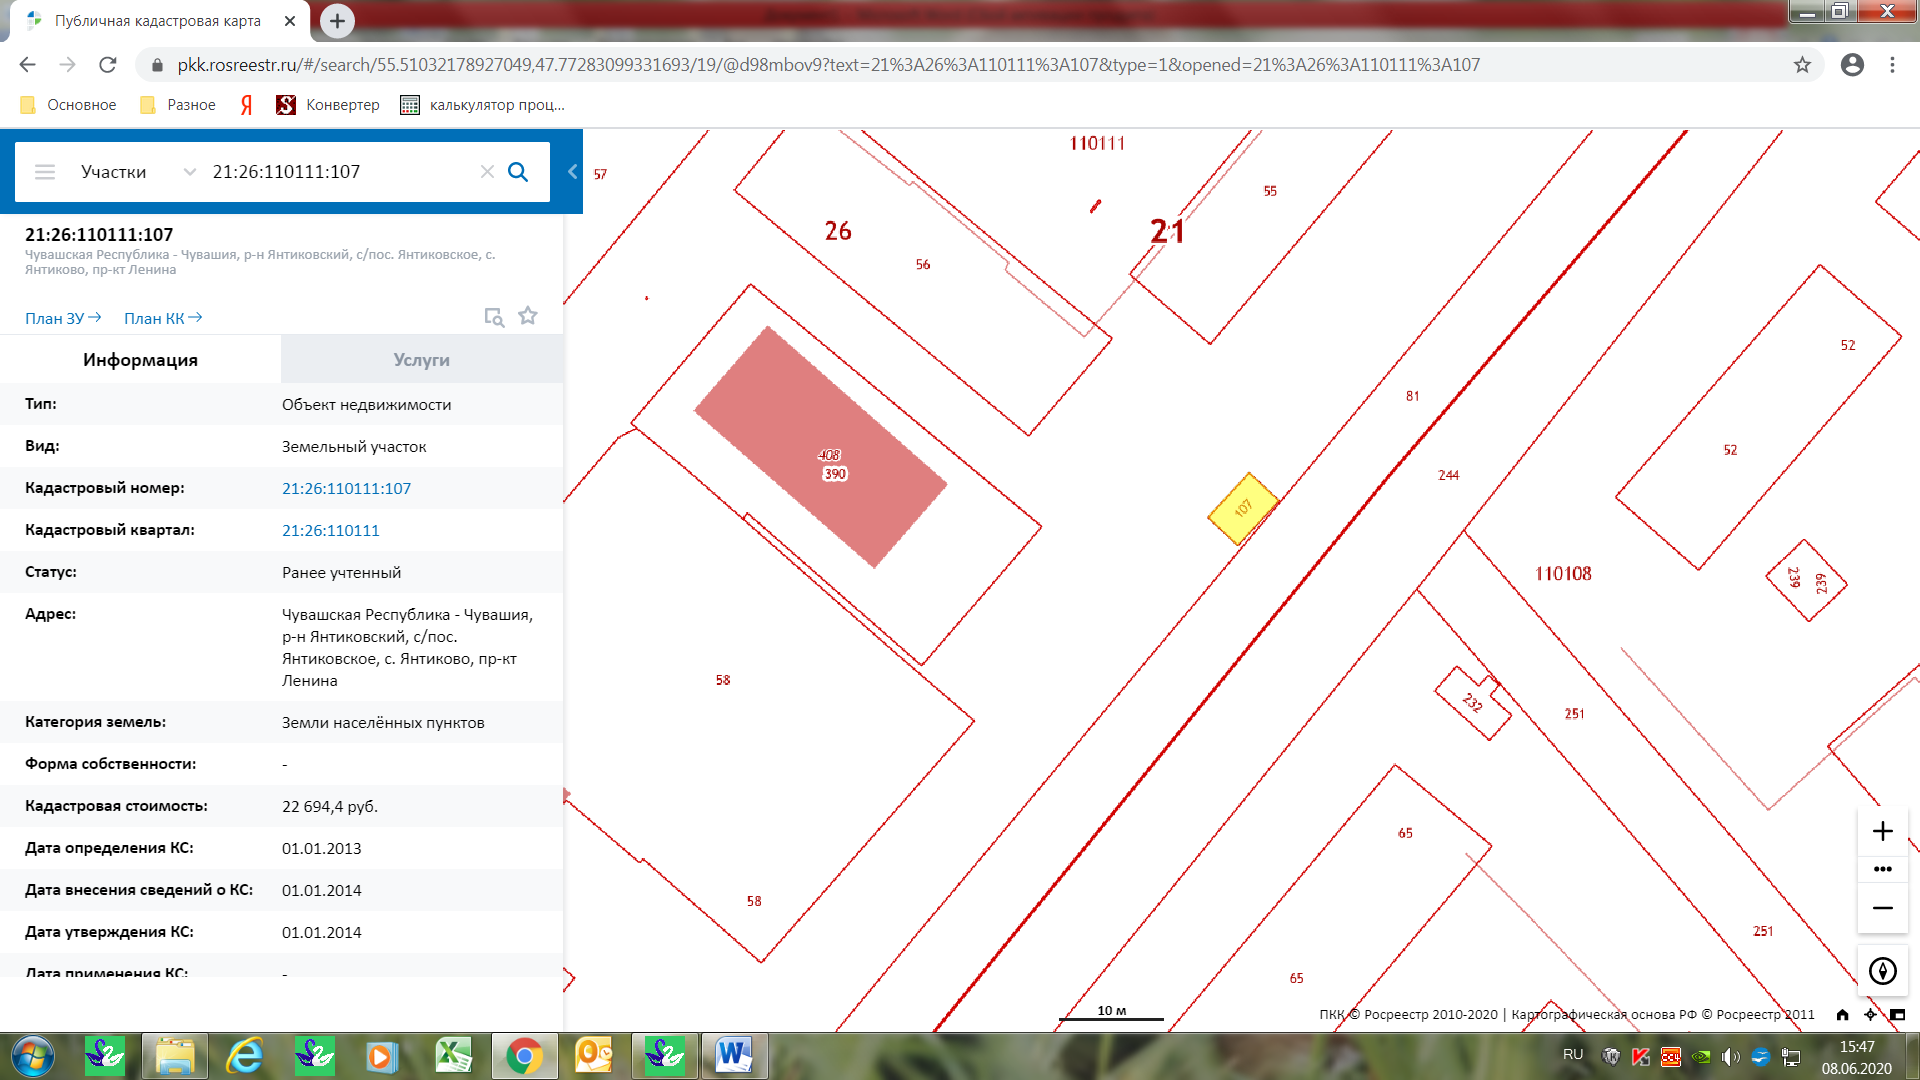 Публичная кадастровая карта
pkk.rosreestr.ru/#/search/55.51032178927049,47.77283099331693/19/@d98mbov9?text=21%3A26%3A110111%3A107&type=1&opened=21%3A26%3A110111%3A107
Основное
Разное
Я
Конвертер
калькулятор проц...
Участки
21:26:110111:107
21:26:110111:107
Чувашская Республика - Чувашия, р-н Янтиковский, с/пос. Янтиковское, с.
Янтиково, пр-кт Ленина
План ЗУ
План КК
Информация
Услуги
Тип:
Объект недвижимости
Вид:
Земельный участок
Кадастровый номер:
21:26:110111:107
Кадастровый квартал:
21:26:110111
Статус:
Ранее учтенный
Адрес:
Чувашская Республика - Чувашия,
р-н Янтиковский, с/пос.
Янтиковское, с. Янтиково, пр-кт
Ленина
Категория земель:
Земли населённых пунктов
Форма собственности:
-
Кадастровая стоимость:
22 694,4 руб.
Дата определения КС:
01.01.2013
Дата внесения сведений о КС:
01.01.2014
Дата утверждения КС:
01.01.2014
Дата применения КС:
-
110111
57
55
26
21
56
52
81
408
390
52
244
107
110108
239
239
58
232
251
65
58
251
65
10 м
ПКК © Росреестр 2010-2020 | Картографическая основа РФ © Росреестр 2011
RU
15:47
08.06.2020